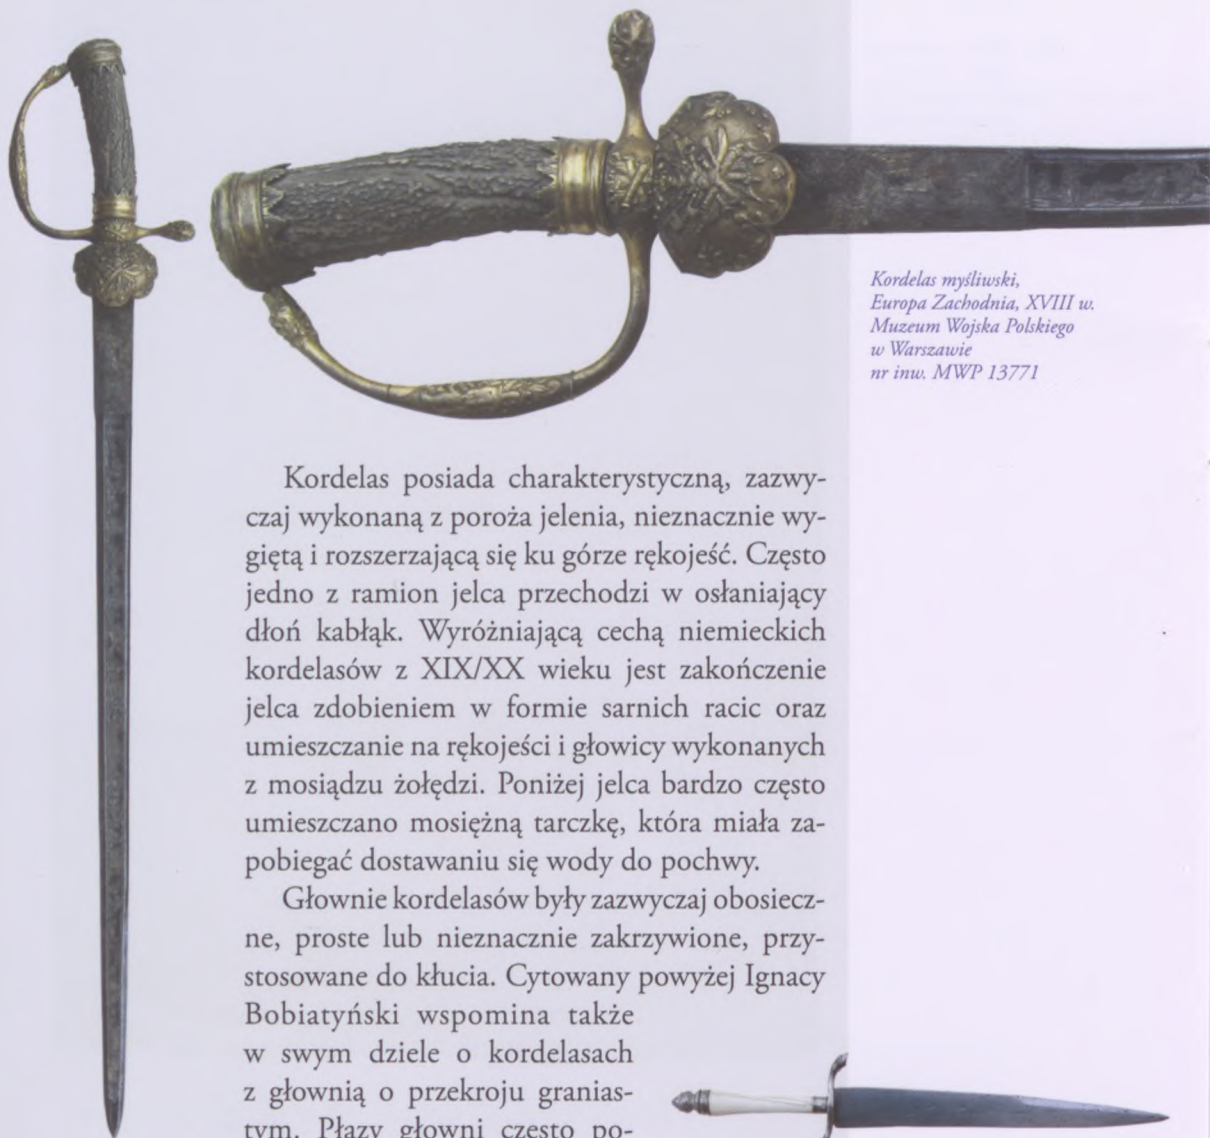 Kordelas myśliwski,
Europa Zachodnia, XVIII w.
Muzeum Wojska Polskiego
w Warszawie
nr inw. MWP 13771
Kordelas posiada charakterystyczną, zazwy-
czaj wykonaną z poroża jelenia, nieznacznie wy-
giętą i rozszerzającą się ku górze rękojeść. Często
jedno z ramion jelca przechodzi w osłaniający
dłoń kabłąk. Wyróżniającą cechą niemieckich
kordelasów z XIX/XX wieku jest zakończenie
jelca zdobieniem w formie sarnich racic oraz
umieszczanie na rękojeści i głowicy wykonanych
z mosiądzu żołędzi. Poniżej jelca bardzo często
umieszczano mosiężną tarczkę, która miała za-
pobiegać dostawaniu się wody do pochwy.
Głownie kordelasów były zazwyczaj obosiecz-
ne, proste lub nieznacznie zakrzywione, przy-
stosowane do kłucia. Cytowany powyżej Ignacy
Bobiatyński wspomina także
w swym dziele o kordelasach
z głownią o przekroju granias-
tym. Płazy głowni często po-